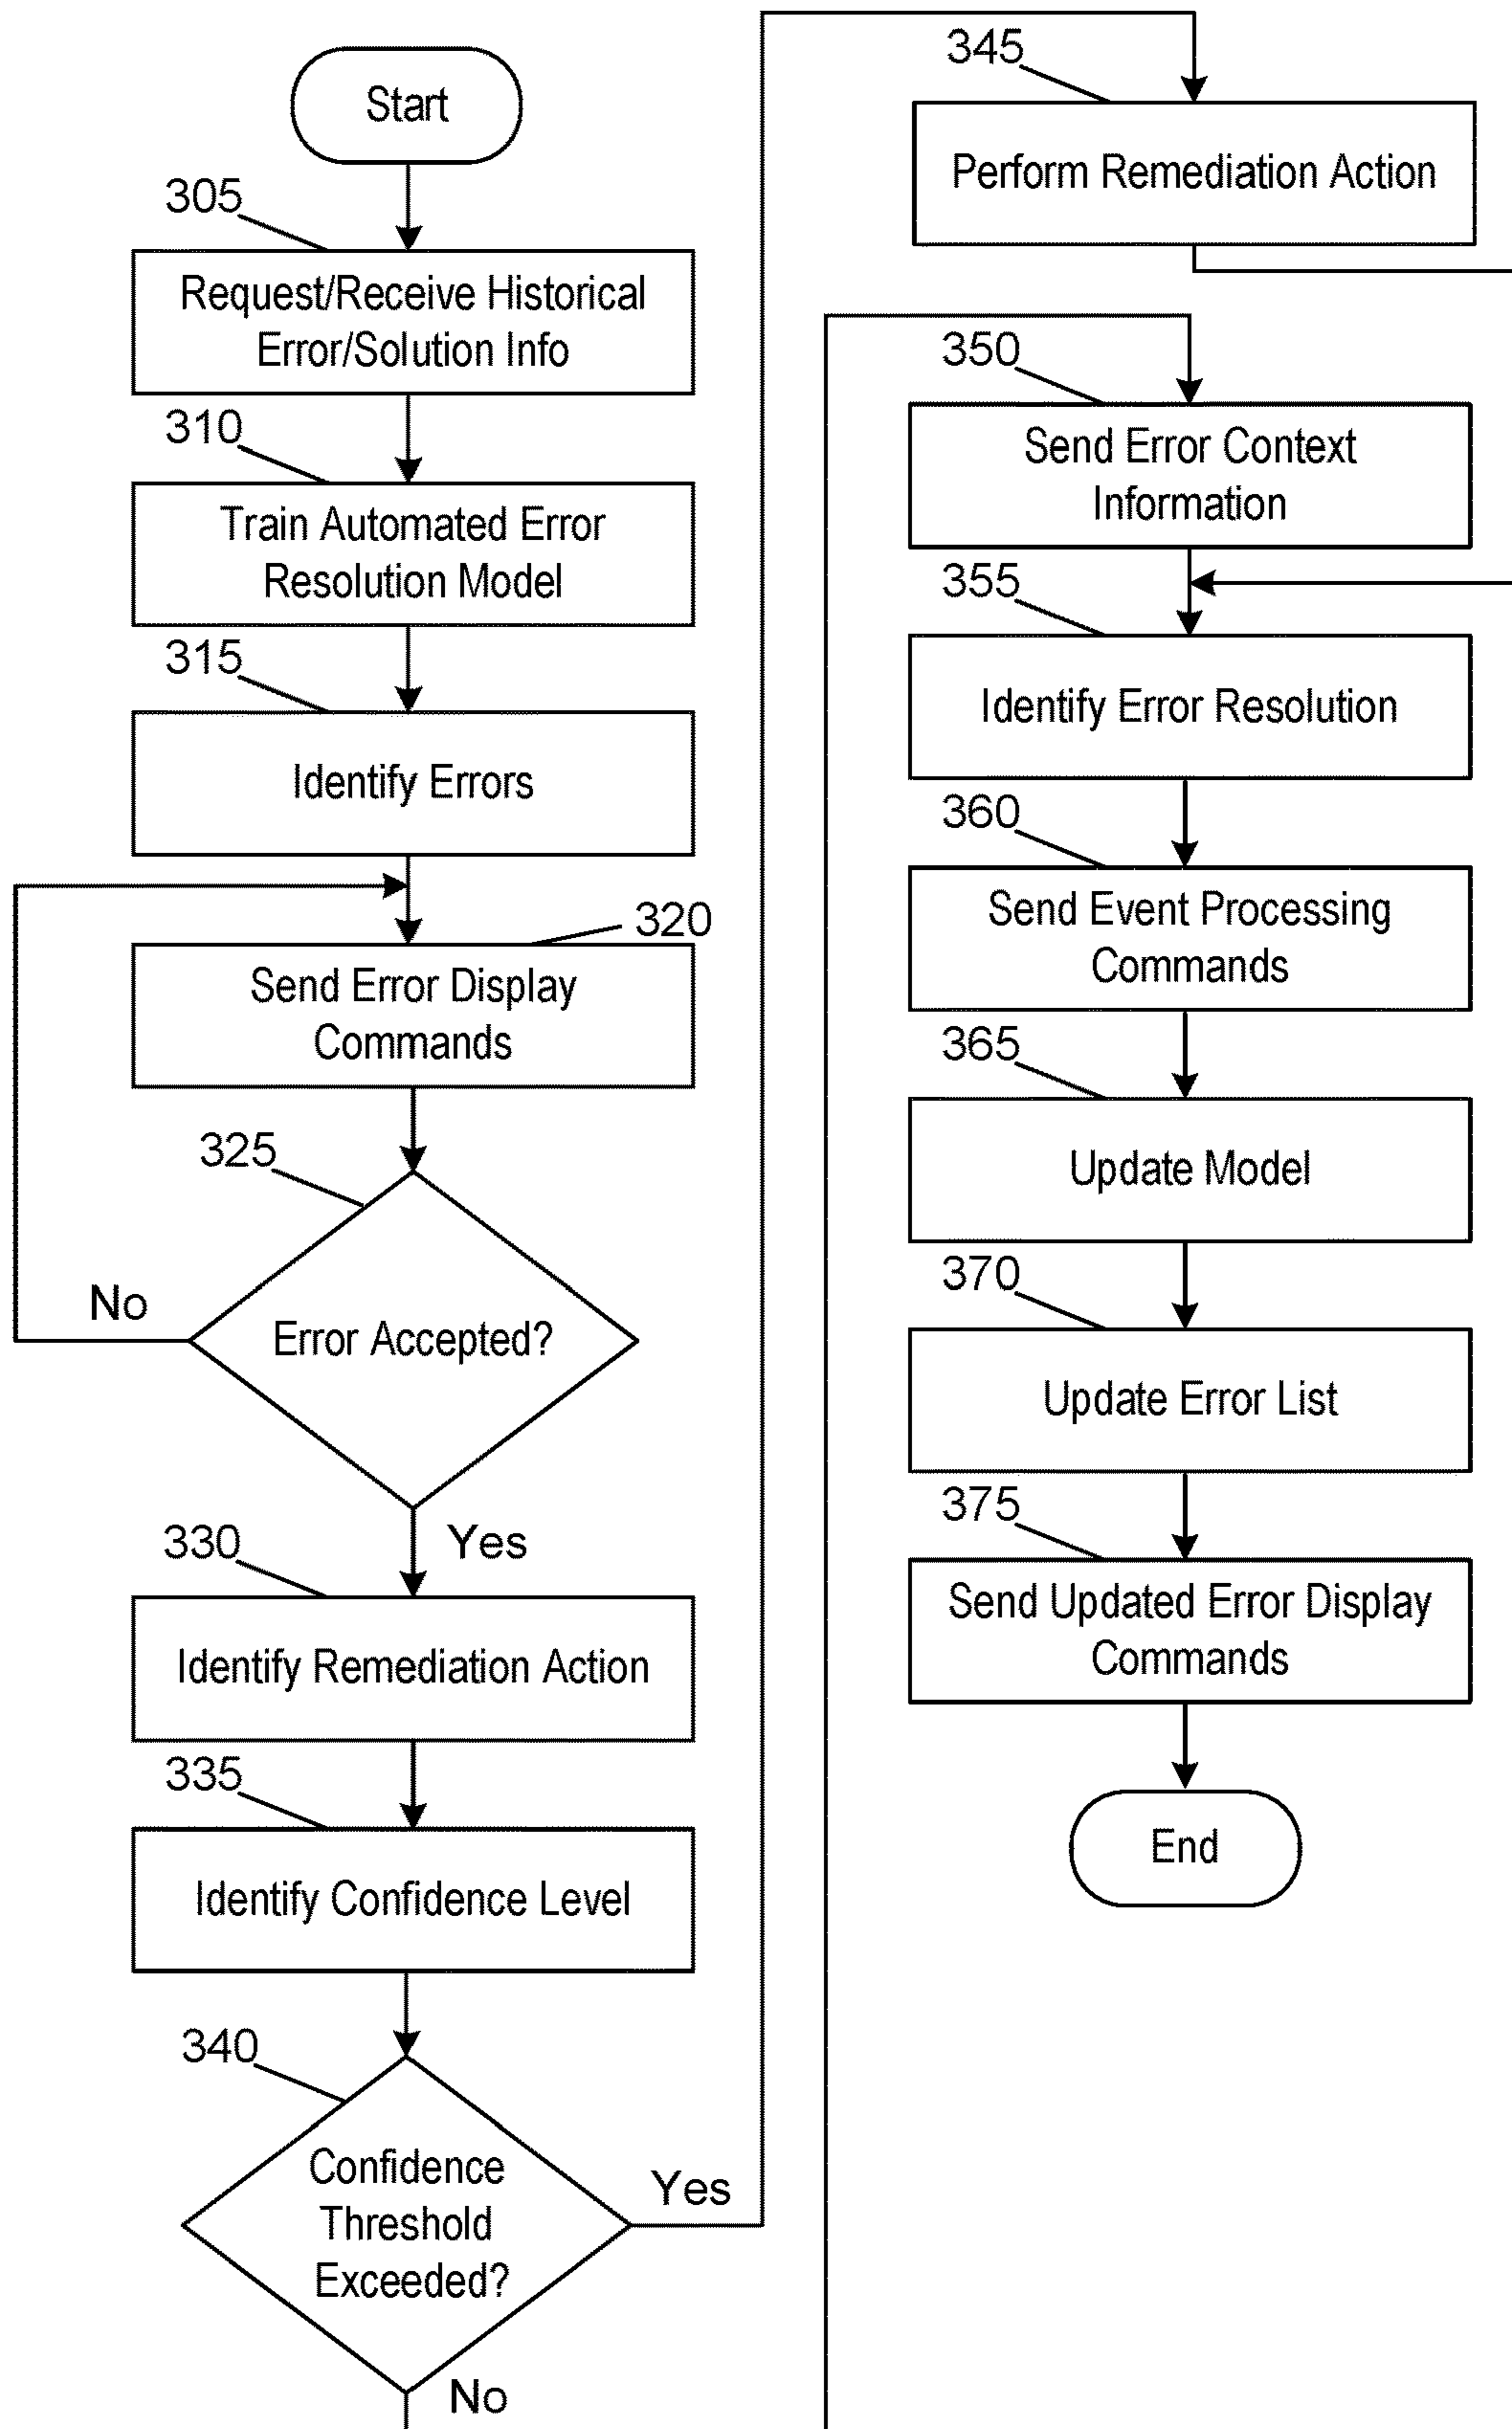 Start
305
Request/Receive Historical
Error/Solution Info
310
Train Automated Error
Resolution Model
315
Identify Errors
320
Send Error Display
Commands
325
No
Error Accepted?
Yes
330
Identify Remediation Action
335
Identify Confidence Level
340
Confidence
Threshold
Exceeded?
Yes
No
345
Perform Remediation Action
350
Send Error Context
Information
355
Identify Error Resolution
360
Send Event Processing
Commands
365
Update Model
370
Update Error List
375
Send Updated Error Display
Commands
End